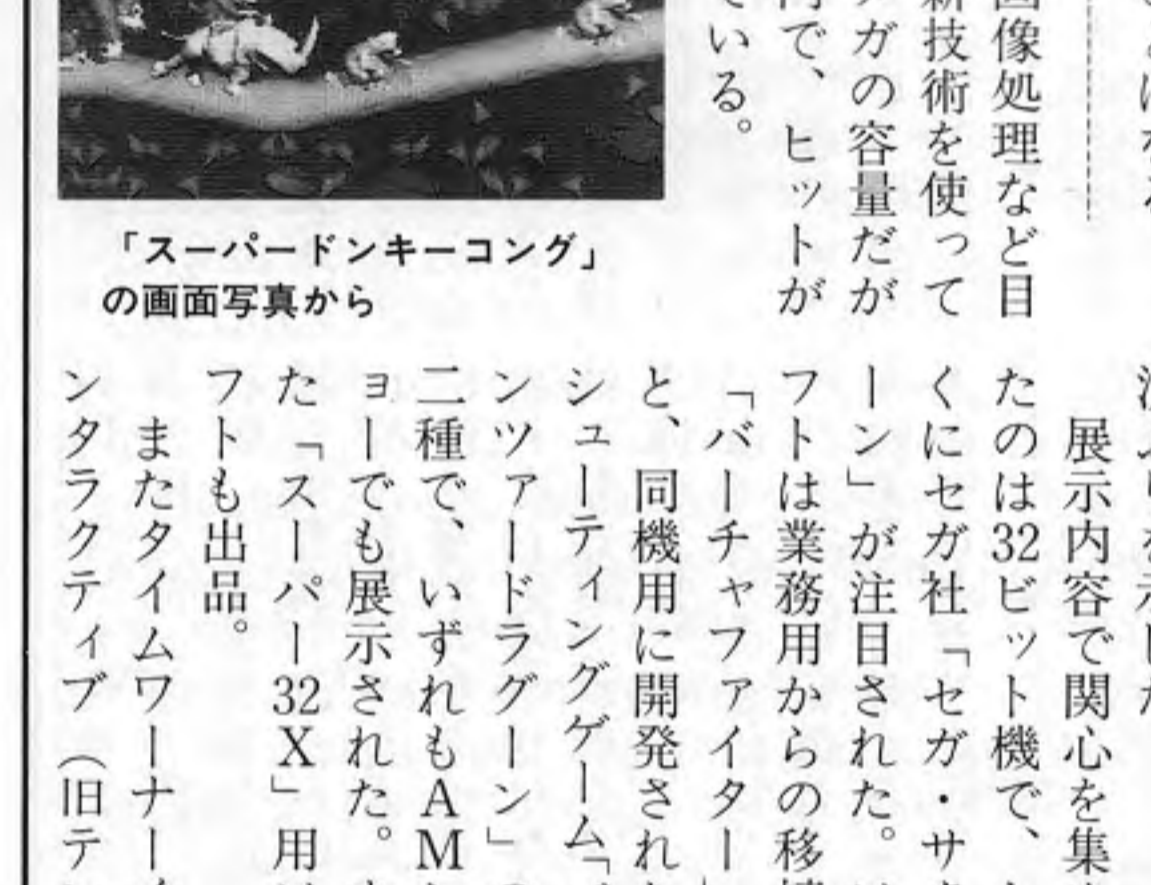 像処理など目
新技術を使って
ガの容量だが
で、ヒットが
いる。
「スーパードンキーコング」
の画面写真から
展示内容で関心を集
たのは32ビット機で、
くにセガ社「セガ・サ
ーン」が注目された。
フトは業務用からの移
「バーチャファイター」
と、同機用に開発され
シューティングゲーム「
ンツァードラグーン」
二種で、いずれもAM
ョーでも展示された。
た「スーパー32X」用
フトも出品。
またタイムワーナー
ンタラクティブ（旧テ